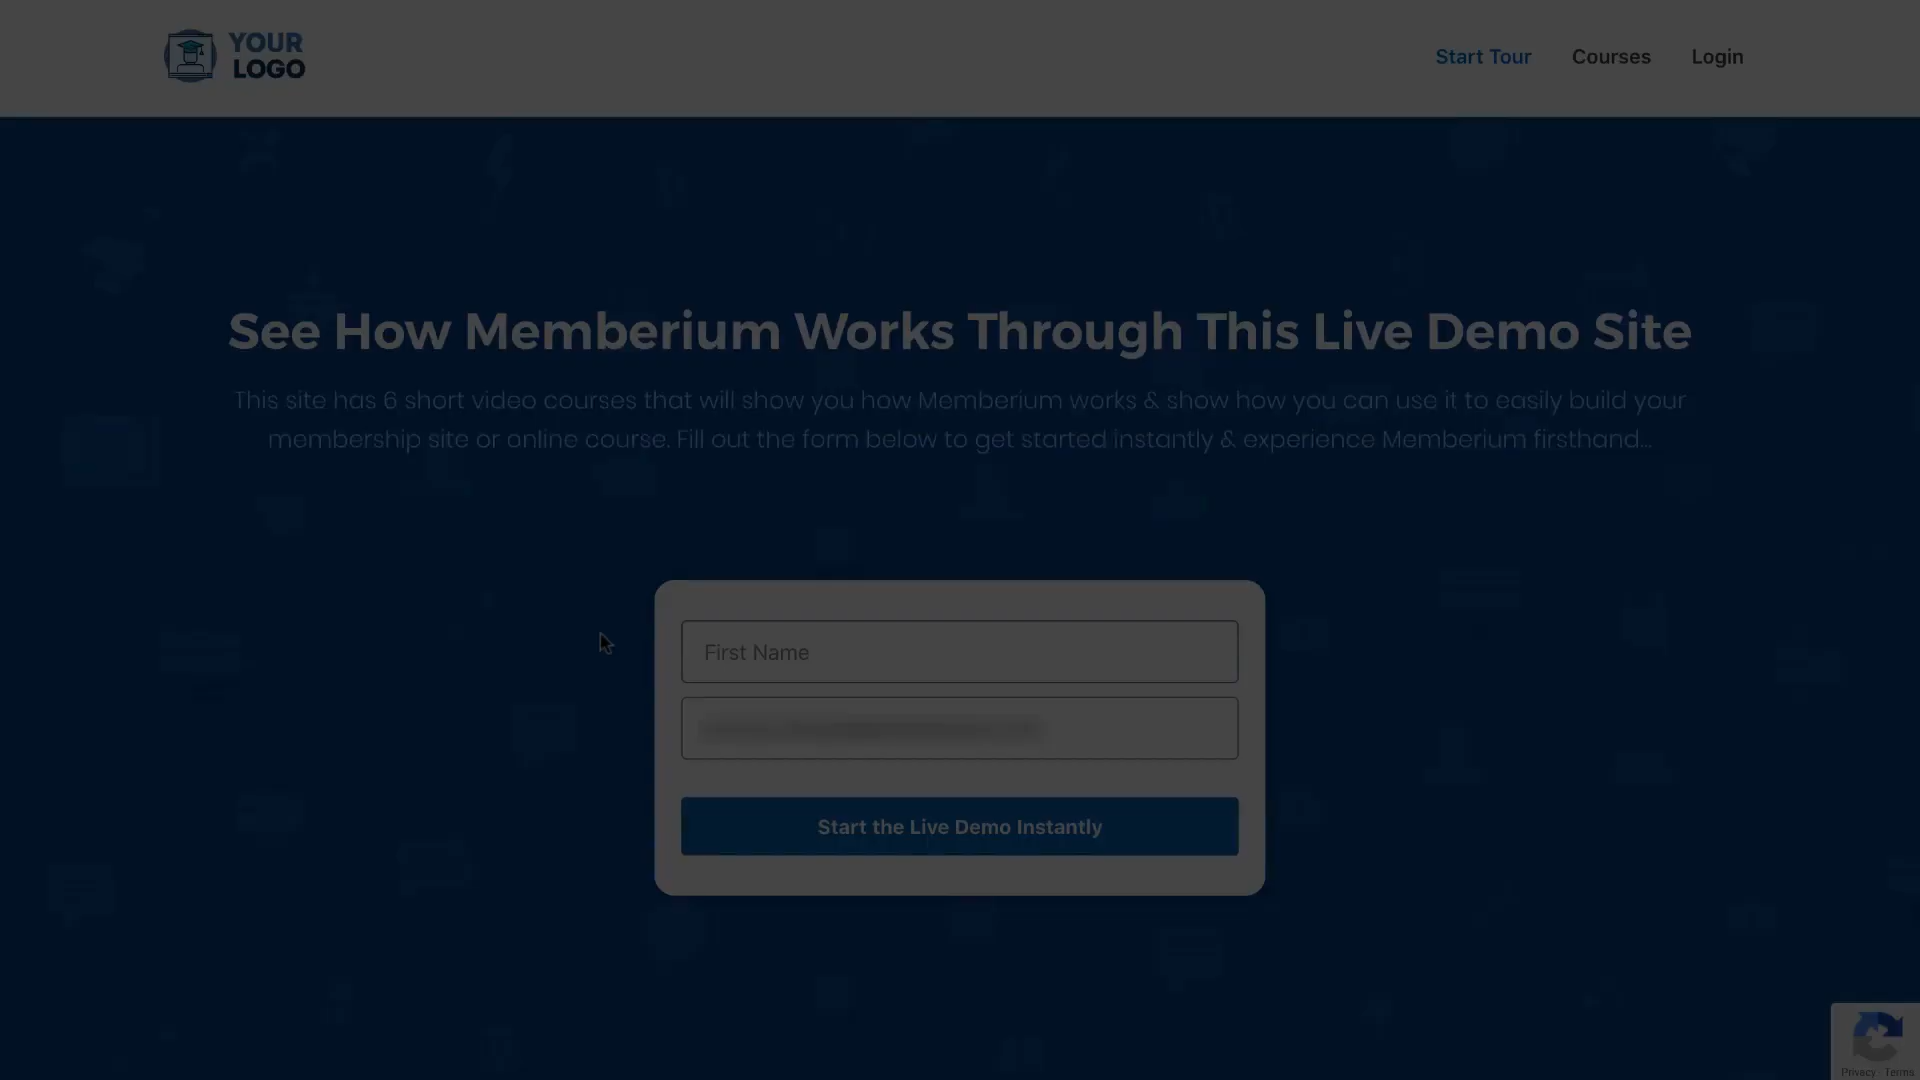 YOUR
LOGO
Start Tour
Courses
Login
See How Memberium Works Through This Live Demo Site
This site has 6 short video courses that will show you how Memberium works & show how you can use it to easily build your
membership site or online course. Fill out the form below to get started instantly & experience Memberium firsthand...
First Name
Start the Live Demo Instantly
Privacy - Terms